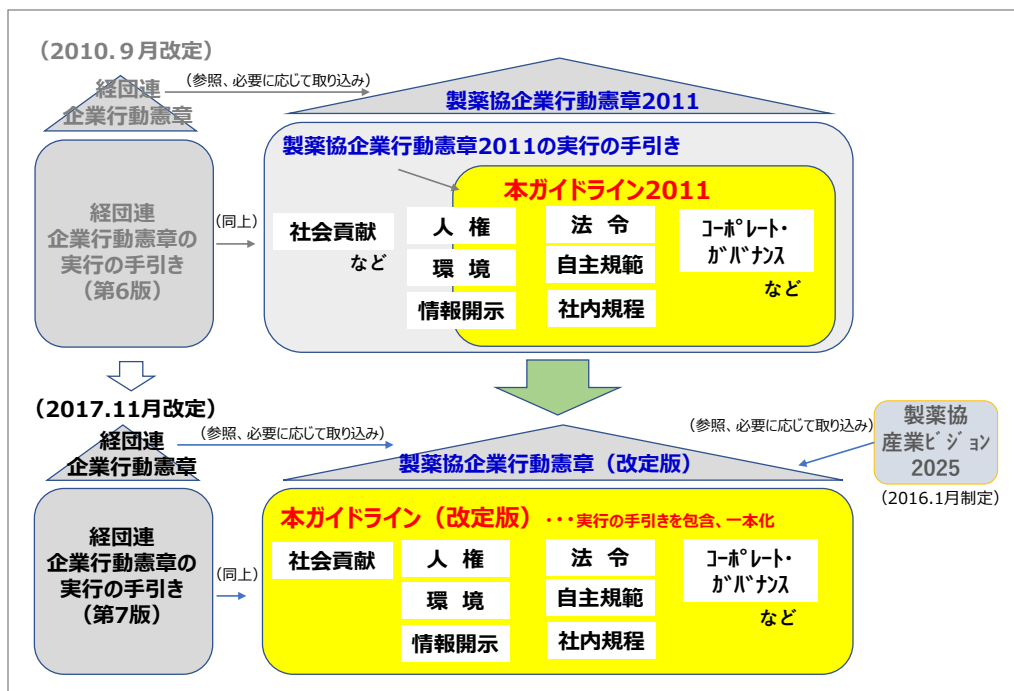 （2010.９月改定）
経団連
企業行動憲章
（参照、必要に応じて取り込み）
製薬協企業行動憲章2011
製薬協企業行動憲章2011の実行の手引き
本ガイドライン2011
経団連
企業行動憲章の
実行の手引き
（第6版）
（同上）
社会貢献
など
人　権
環　境
情報開示
法　令
自主規範
社内規程
ｺｰﾎﾟﾚｰﾄ・
ｶﾞﾊﾞﾅﾝｽ
など
（2017.11月改定）
経団連
企業行動憲章
（参照、必要に応じて取り込み）
製薬協企業行動憲章（改定版）
（参照、必要に応じて取り込み）
製薬協
産業ﾋﾞｼﾞｮﾝ
2025
（2016.1月制定）
経団連
企業行動憲章の
実行の手引き
（第7版）
（同上）
本ガイドライン（改定版）・・・実行の手引きを包含、一本化
社会貢献
人　権
環　境
情報開示
法　令
自主規範
社内規程
ｺｰﾎﾟﾚｰﾄ・
ｶﾞﾊﾞﾅﾝｽ
など